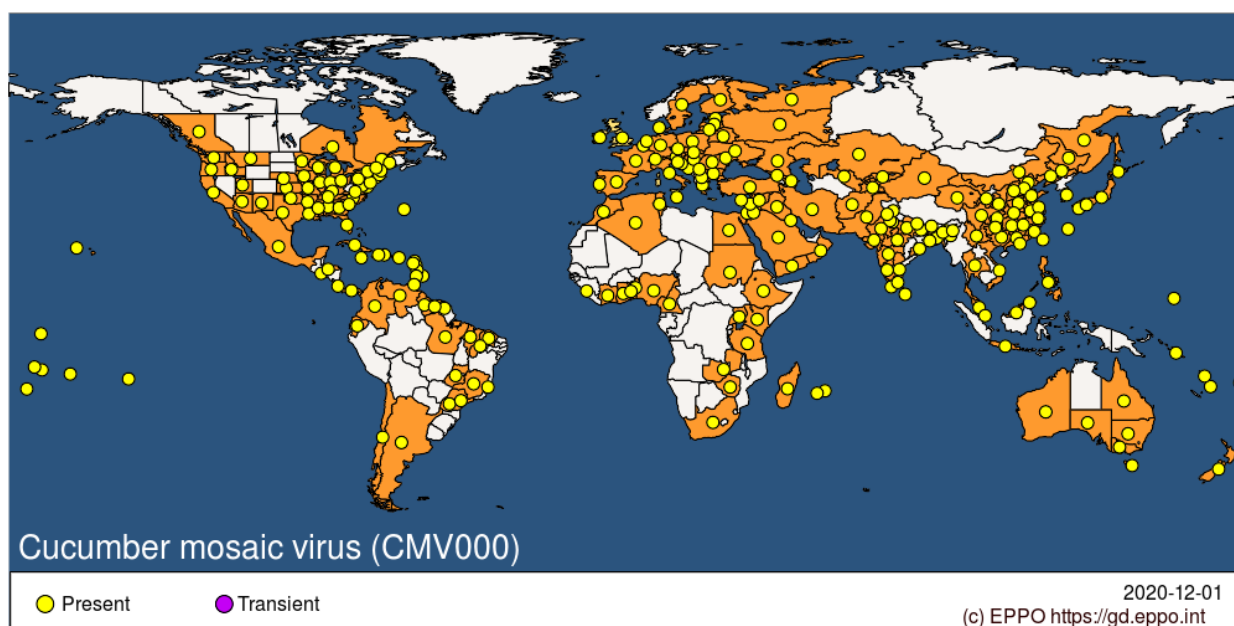 Cucumber mosaic virus (CMV000)
Present
Transient
2020-12-01
(c) EPPO https://gd.eppo.int